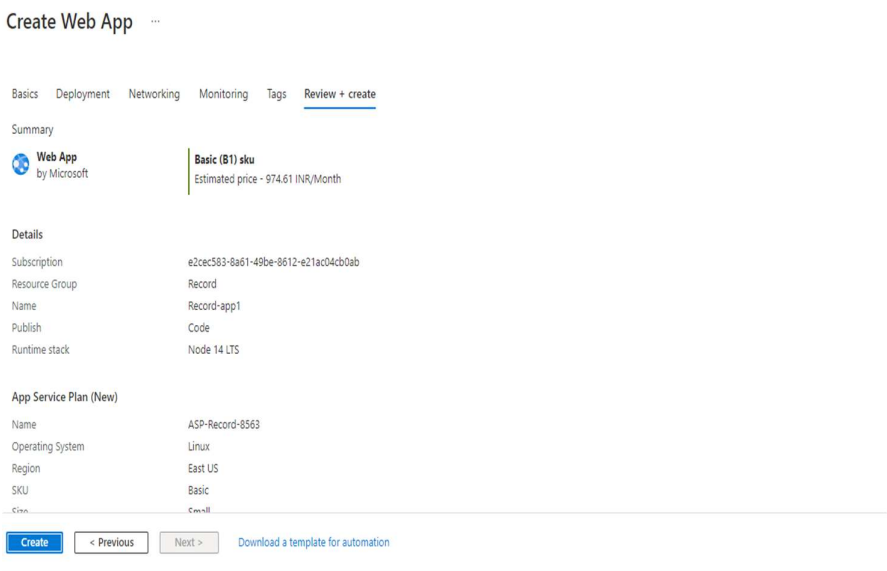 Create Web App ...
Basics Deployment Networking Monitoring Tags Review + create
Summary
Web App
by Microsoft
Basic (B1) sku
Estimated price - 974.61 INR/Month
Details
Subscription e2cec583-8a61-49be-8612-e21ac04cb0ab
Resource Group Record
Name Record-app1
Publish Code
Runtime stack Node 14 LTS
App Service Plan (New)
Name ASP-Record-8563
Operating System Linux
Region East US
SKU Basic
Size Small
Create < Previous Next > Download a template for automation